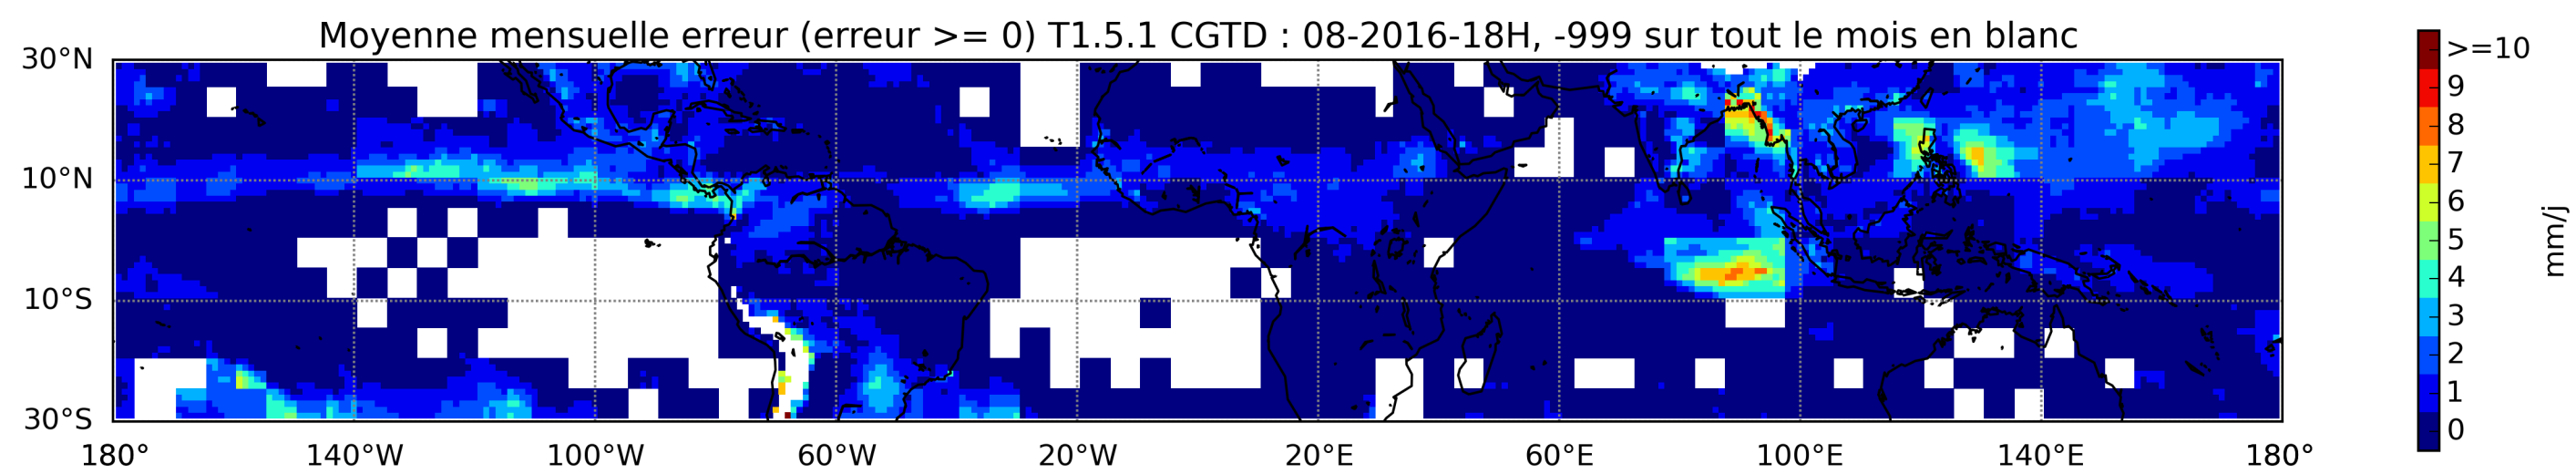 Moyenne mensuelle erreur (erreur >= 0) T1.5.1 CGTD : 08-2016-18H, -999 sur tout le mois en blanc
30°N
10°N
10°S
30°S
180° 140°W 100°W 60°W 20°W 20°E 60°E 100°E 140°E 180°
>=10
9
8
7
6
5
4
3
2
1
0
mm/j